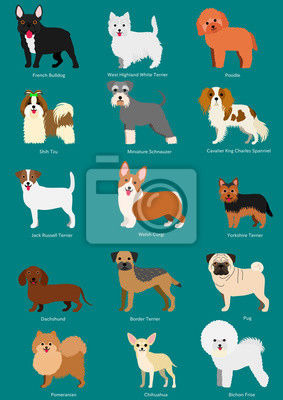 French Bulldog
West Highland White Terrier
Poodle
Shih Tzu
Miniature Schnauzer
Cavalier King Charles Spaniel
Jack Russell Terrier
Welsh Corgi
Yorkshire Terrier
Dachshund
Border Terrier
Pug
Pomeranian
Chihuahua
Bichon Frise